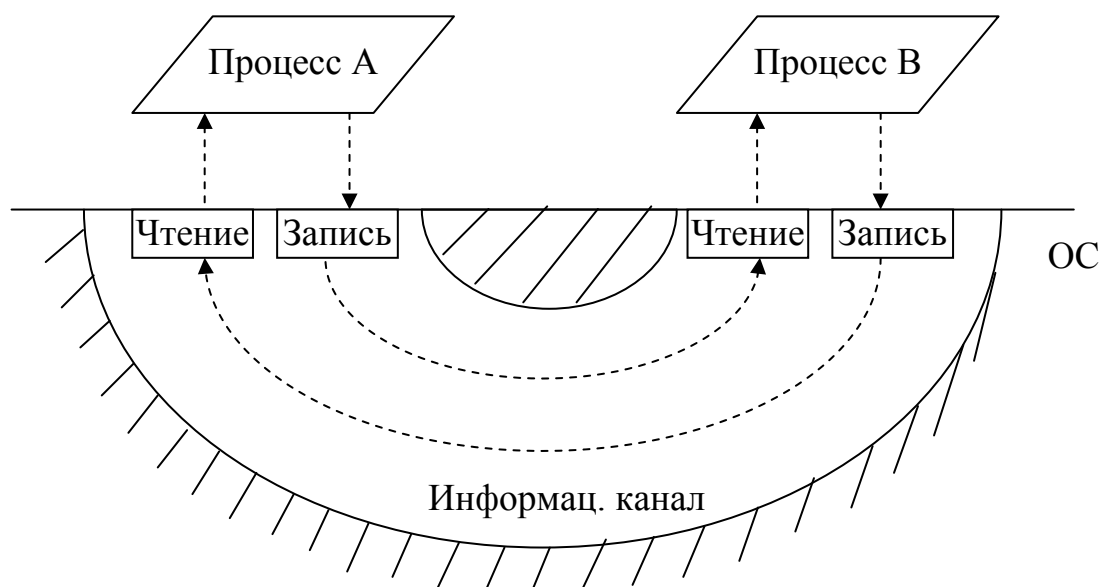 Процесс A
Процесс B
Чтение
Запись
Чтение
Запись
ОС
Информац. канал